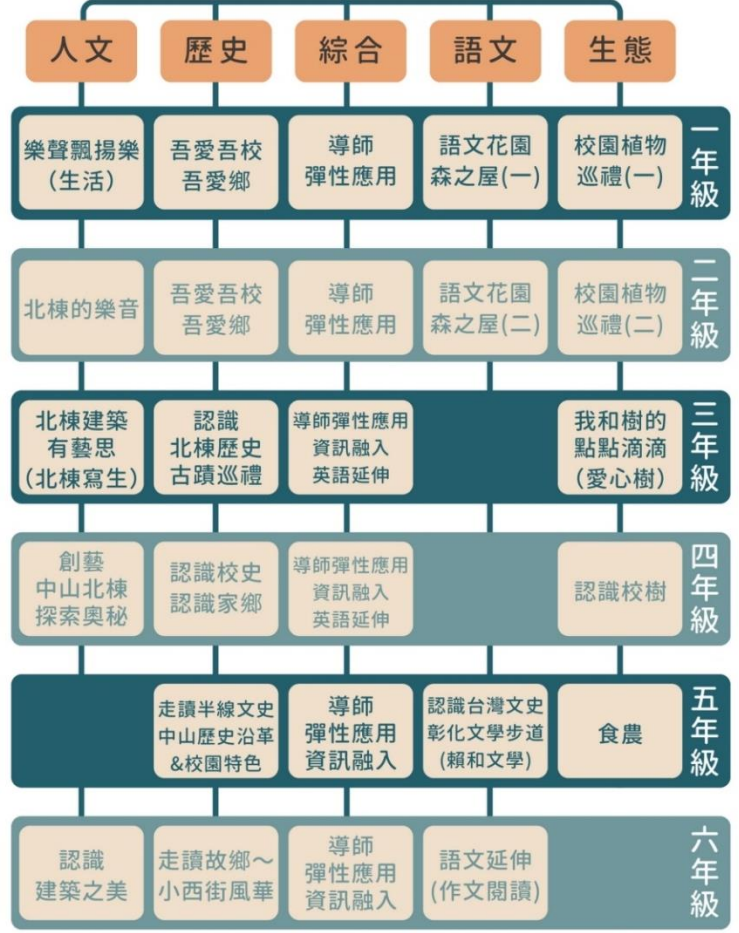 人文
歷史
綜合
語文
生態
一年級
樂聲飄揚樂
(生活)
吾愛吾校
吾愛鄉
導師
彈性應用
語文花園
森之屋(一)
校園植物
巡禮(一)
二年級
北棟的樂音
吾愛吾校
吾愛鄉
導師
彈性應用
語文花園
森之屋(二)
校園植物
巡禮(二)
三年級
北棟建築
有藝思
(北棟寫生)
認識
北棟歷史
古蹟巡禮
導師彈性應用
資訊融入
英語延伸
我和樹的
點點滴滴
(愛心樹)
四年級
創藝
中山北棟
探索奧秘
認識校史
認識家鄉
導師彈性應用
資訊融入
英語延伸
認識校樹
五年級
走讀半線文史
中山歷史沿革
&校園特色
導師
彈性應用
資訊融入
認識台灣文史
彰化文學步道
(賴和文學)
食農
六年級
認識
建築之美
走讀故鄉～
小西街風華
導師
彈性應用
資訊融入
語文延伸
(作文閱讀)